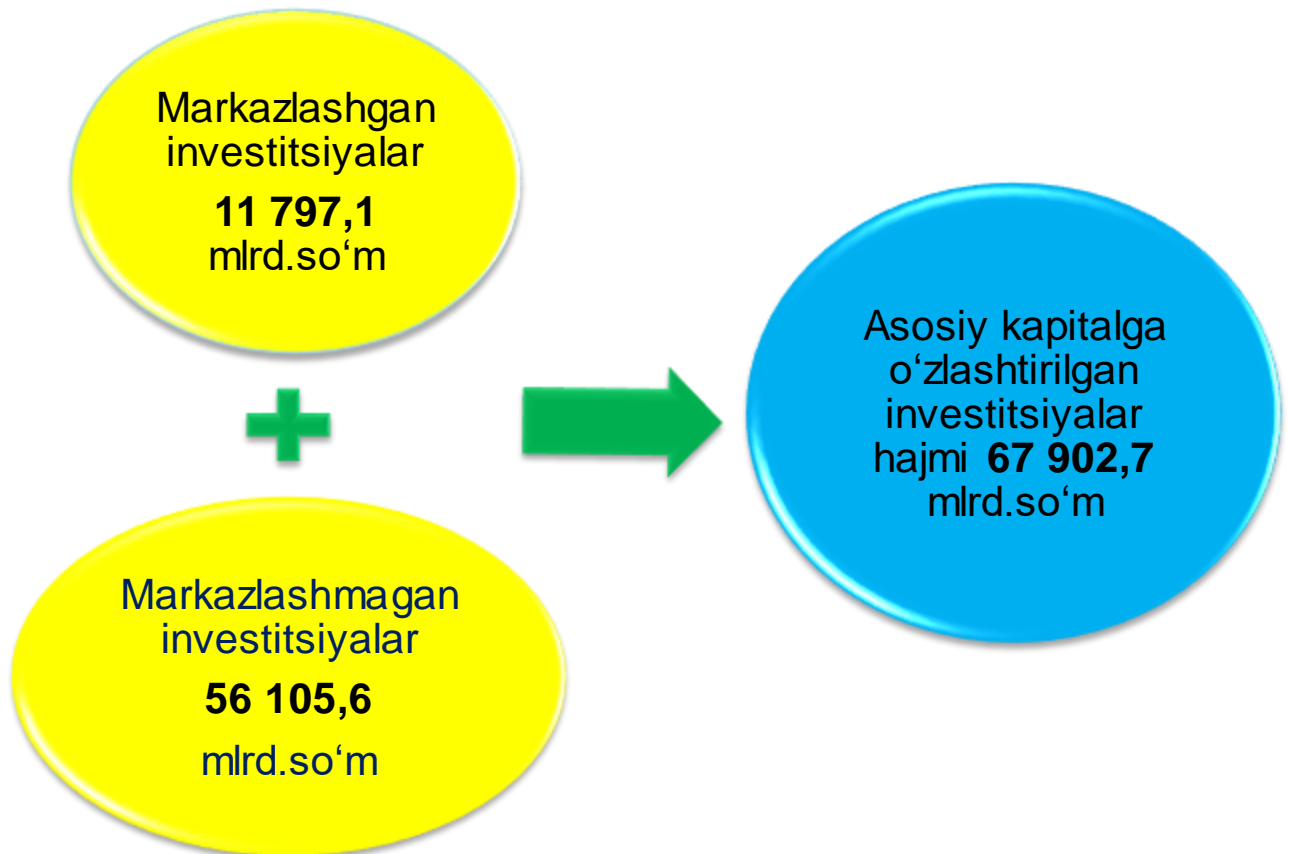 Markazlashgan
investitsiyalar
11 797,1
mlrd.so‘m
Markazlashmagan
investitsiyalar
56 105,6
mlrd.so‘m
Asosiy kapitalga
o‘zlashtirilgan
investitsiyalar
hajmi 67 902,7
mlrd.so‘m